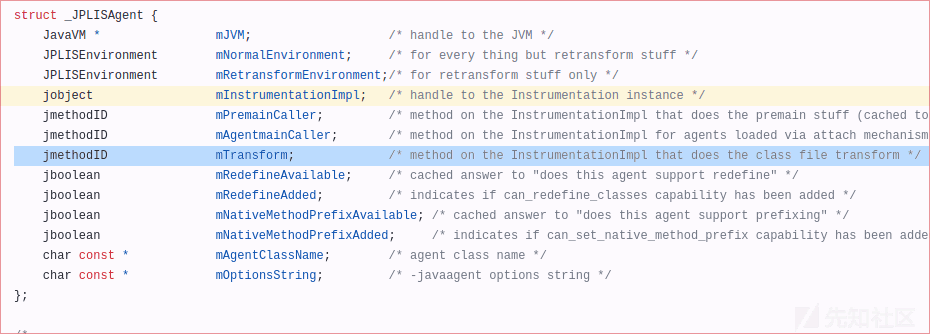 struct _JPLISAgent {
JavaVM * mJVM; /* handle to the JVM */
JPLISEnvironment mNormalEnvironment; /* for every thing but retransform stuff */
JPLISEnvironment mRetransformEnvironment;/* for retransform stuff only */
jobject mInstrumentationImpl; /* handle to the Instrumentation instance */
jmethodID mPremainCaller; /* method on the InstrumentationImpl that does the premain stuff (cached to
jmethodID mAgentmainCaller; /* method on the InstrumentationImpl for agents loaded via attach mechanism
jmethodID mTransform; /* method on the InstrumentationImpl that does the class file transform */
jboolean mRedefineAvailable; /* cached answer to "does this agent support redefine" */
jboolean mRedefineAdded; /* indicates if can_redefine_classes capability has been added */
jboolean mNativeMethodPrefixAvailable; /* cached answer to "does this agent support prefixing" */
jboolean mNativeMethodPrefixAdded; /* indicates if can_set_native_method_prefix capability has been adde
char const * mAgentClassName; /* agent class name */
char const * mOptionsString; /* -javaagent options string */
};
/*
先知社区